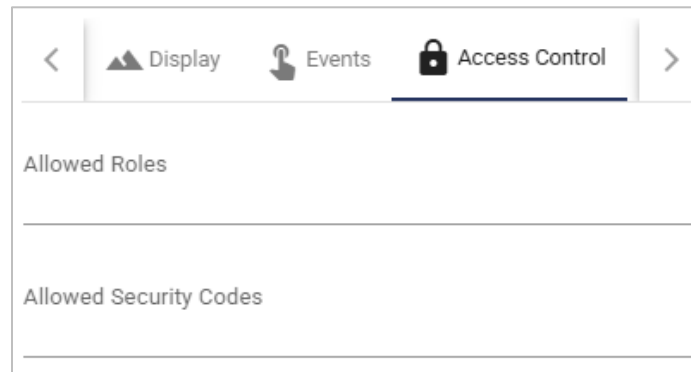 Display Events Access Control
Allowed Roles
Allowed Security Codes